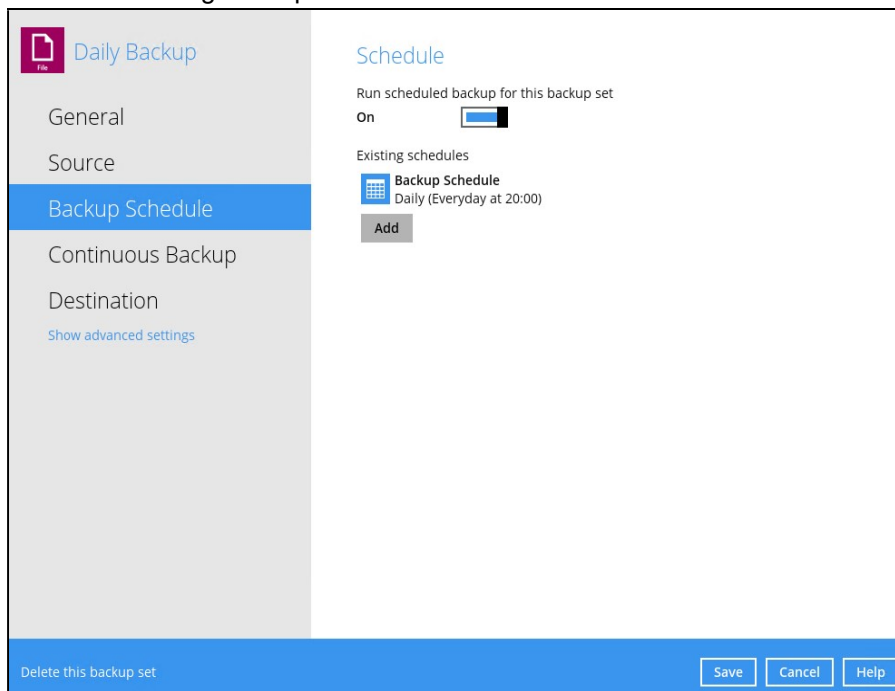 File
Daily Backup
General
Source
Backup Schedule
Continuous Backup
Destination
Show advanced settings
Schedule
Run scheduled backup for this backup set
On
Existing schedules
Backup Schedule
Daily (Everyday at 20:00)
Add
Delete this backup set
Save
Cancel
Help